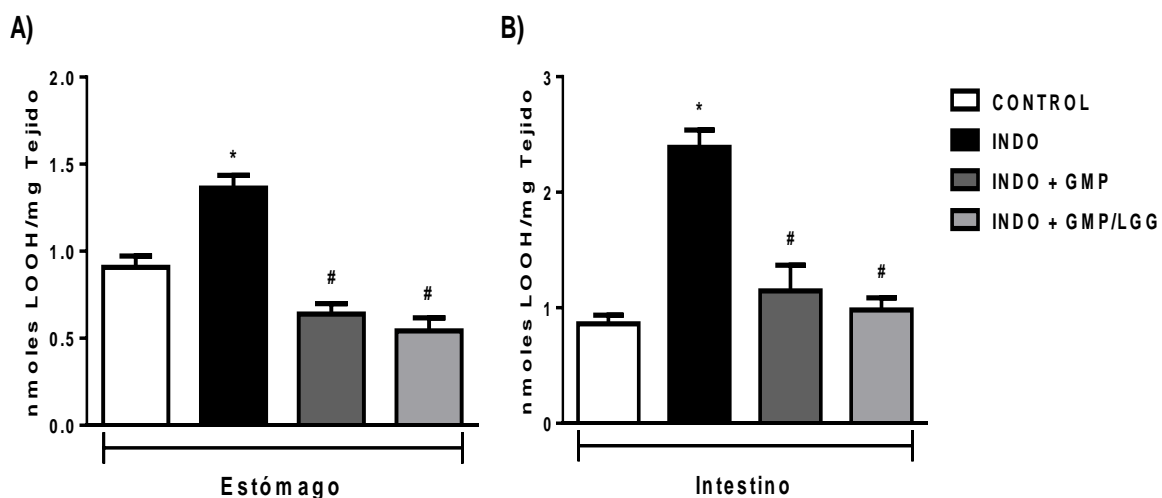 A)
nmoles LOOH/mg Tejido
2.0
1.5
1.0
0.5
0.0
*
#
#
Estómago
B)
nmoles LOOH/mg Tejido
3
2
1
0
*
#
#
Intestino
CONTROL
INDO
INDO + GMP
INDO + GMP/LGG